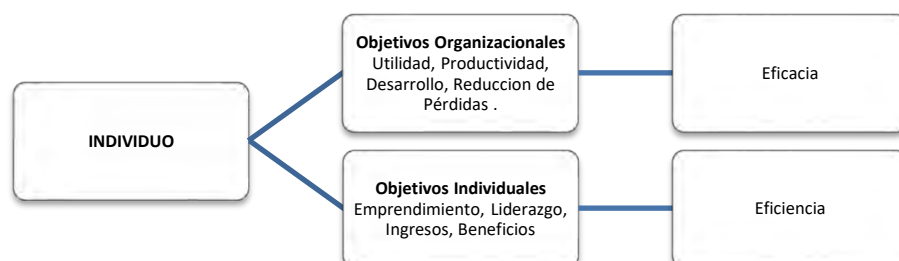 INDIVIDUO
Objetivos Organizacionales
Utilidad, Productividad,
Desarrollo, Reduccion de
Pérdidas .
Eficacia
Objetivos Individuales
Emprendimiento, Liderazgo,
Ingresos, Beneficios
Eficiencia